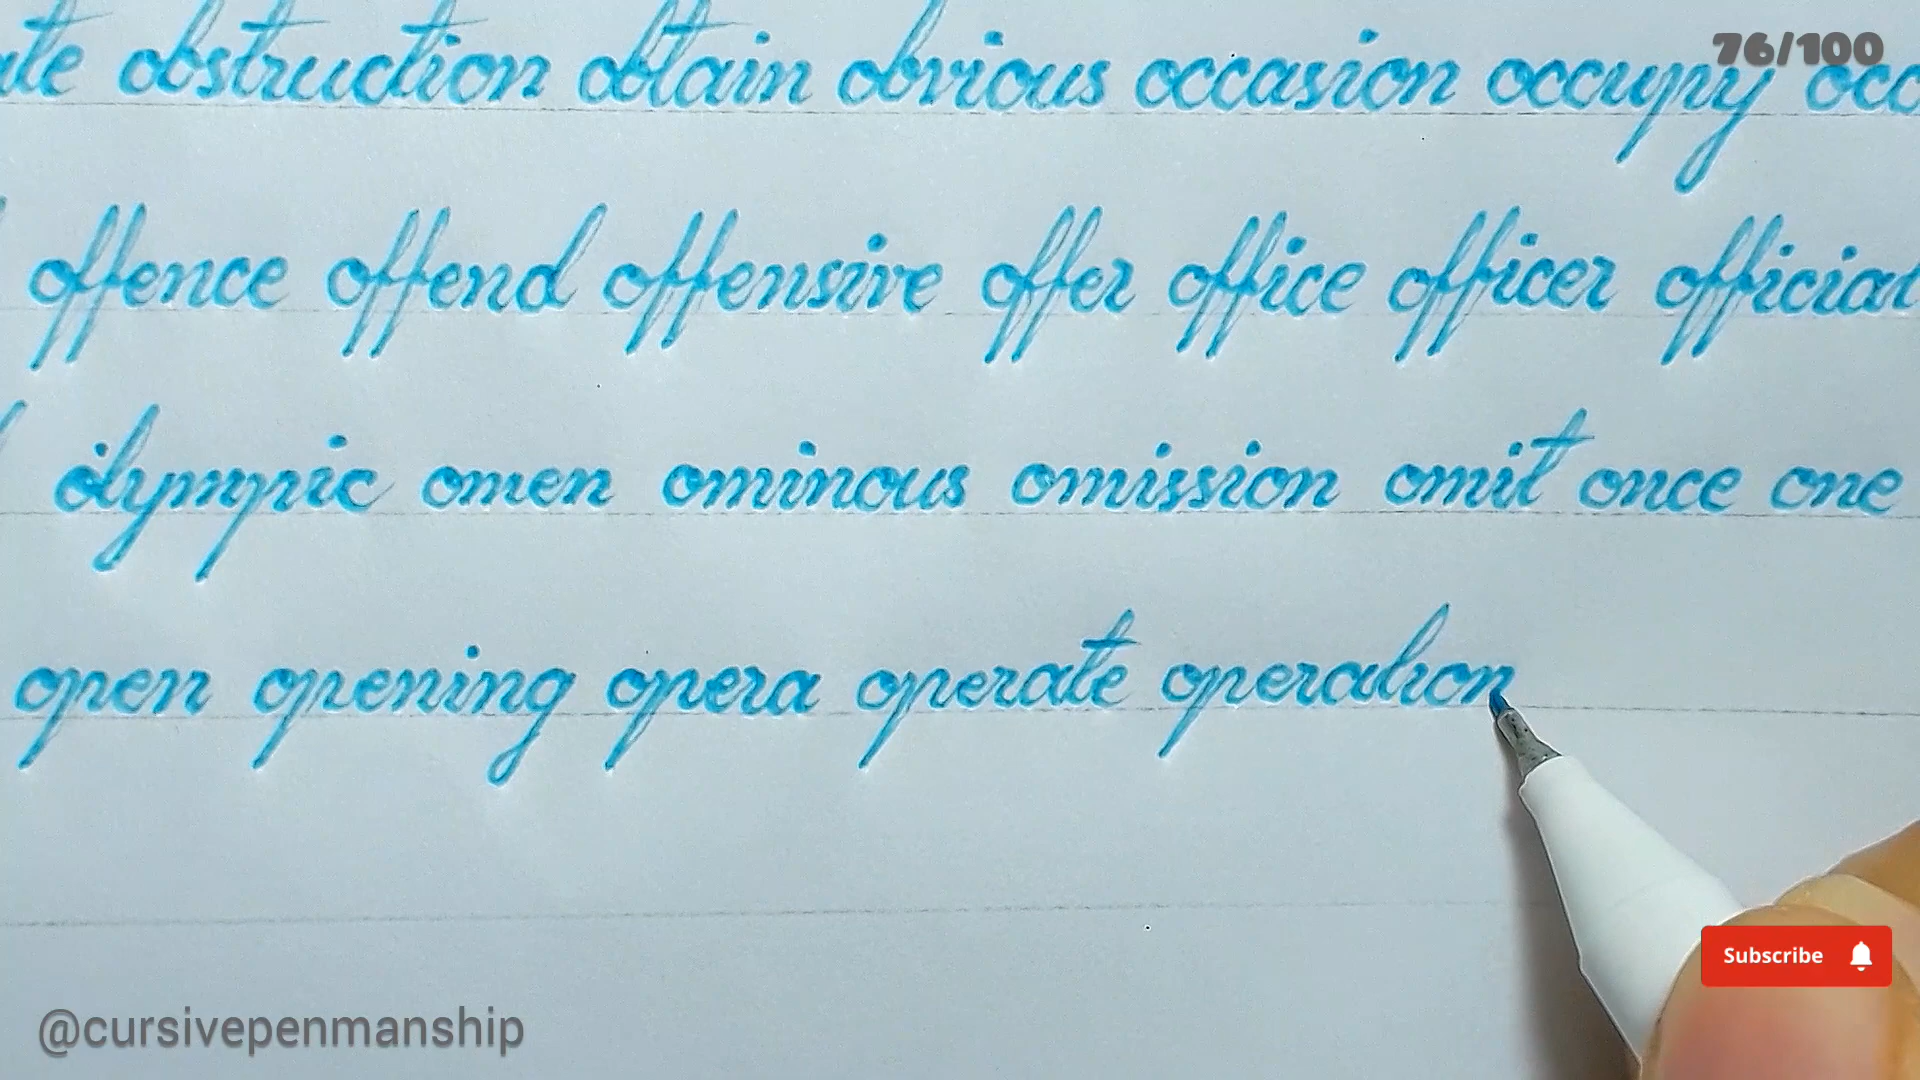 76/100
obstruction obtain obvious occasion occupy
offence offend offensive offer office officer official
olympic omen ominous omission omit once one
open opening opera operate operation
Subscribe
@cursivepenmanship